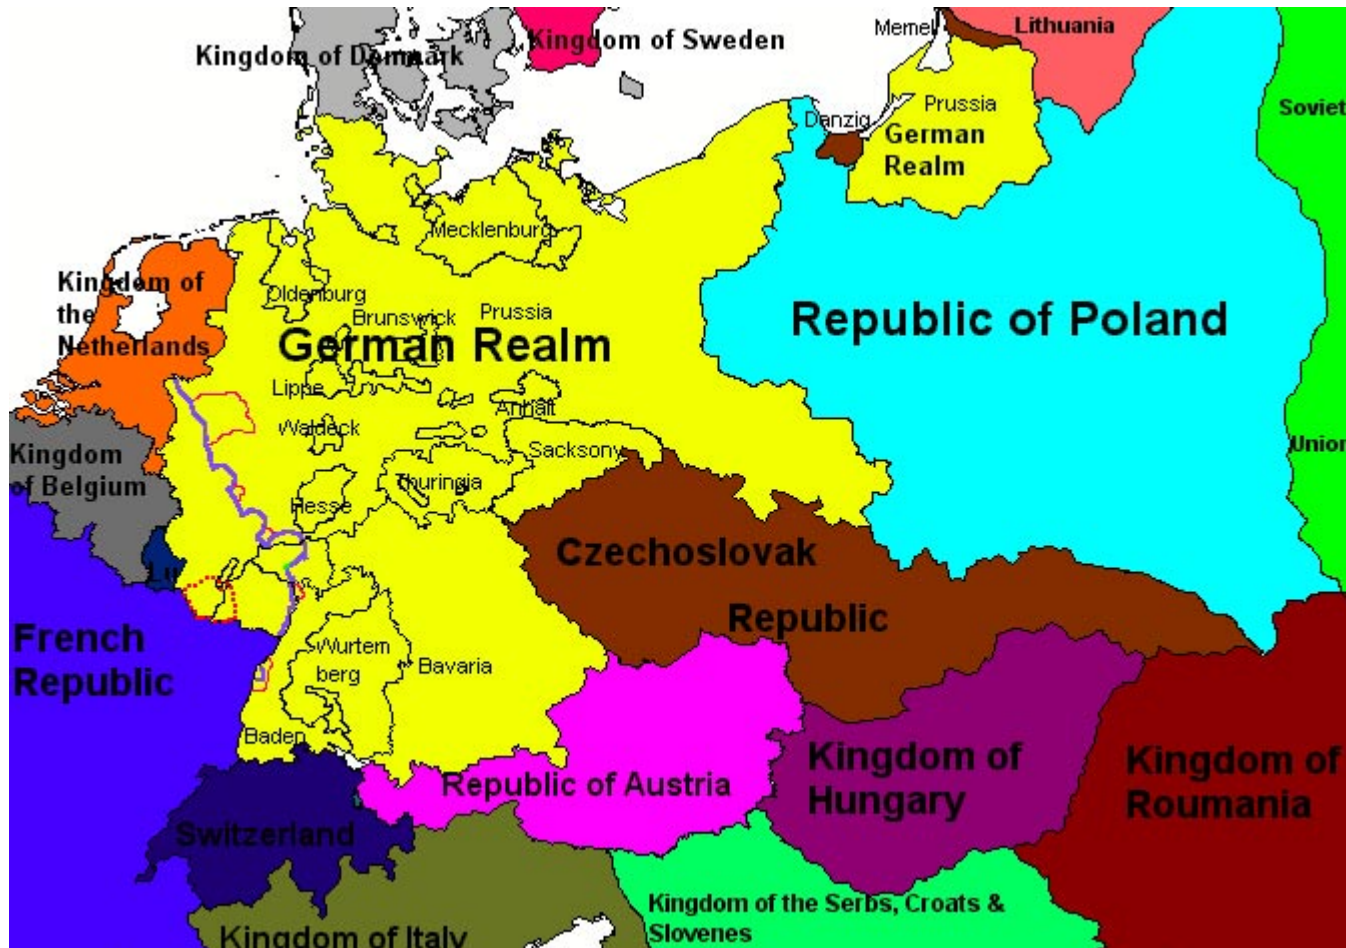 Kingdom of Denmark
Kingdom of Sweden
Memel
Lithuania
Soviet
Prussia
Danzig
German
Realm
Mecklenburg
Kingdom of
the
Netherlands
Oldenburg
Brunswick
Prussia
German Realm
Republic of Poland
Lippe
Anhalt
Waldeck
Kingdom
of Belgium
Sacksony
Union
Thuringia
Hesse
Czechoslovak
Republic
Lu
French
Republic
Wurtem
berg
Bavaria
Baden
Republic of Austria
Kingdom of
Hungary
Kingdom of
Roumania
Switzerland
Kingdom of the Serbs, Croats &
Slovenes
Kingdom of Italy